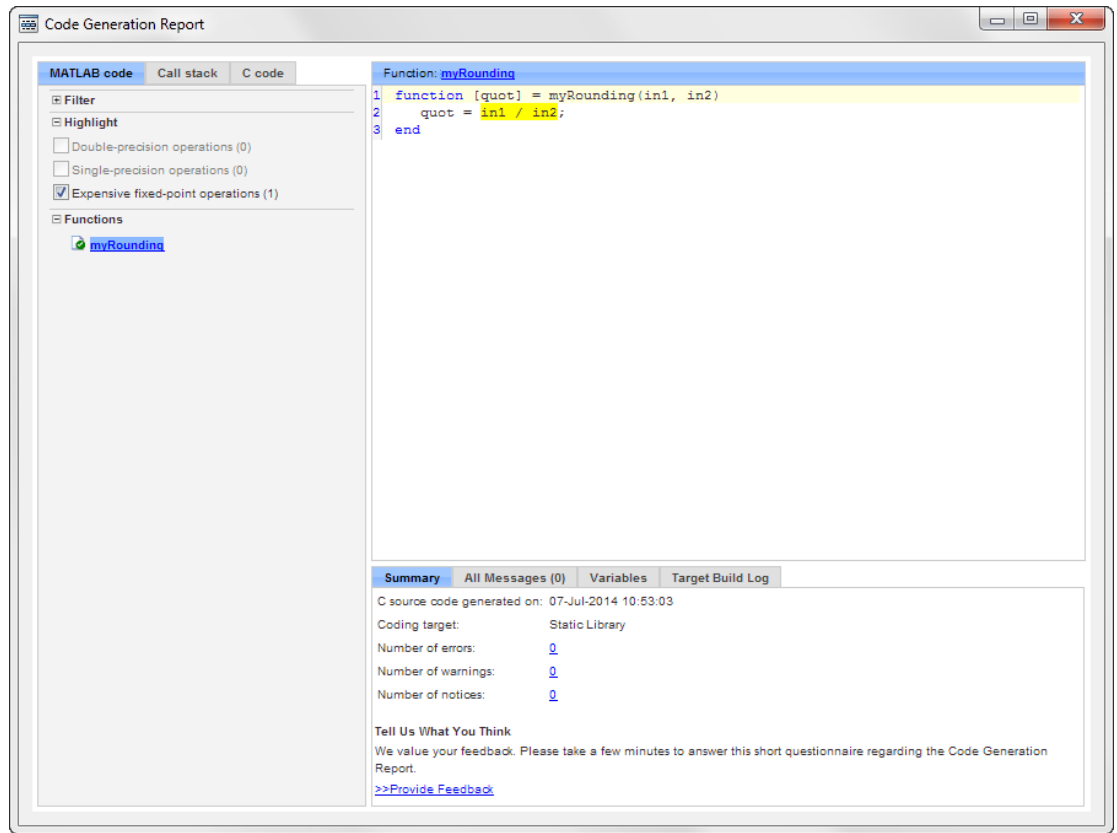 Code Generation Report
MATLAB code Call stack C code
Filter
Highlight
Double-precision operations (0)
Single-precision operations (0)
Expensive fixed-point operations (1)
Functions
myRounding
Function: myRounding
1 function [quot] = myRounding(in1, in2)
2 quot = in1 / in2;
3 end
Summary All Messages (0) Variables Target Build Log
C source code generated on: 07-Jul-2014 10:53:03
Coding target: Static Library
Number of errors: 0
Number of warnings: 0
Number of notices: 0
Tell Us What You Think
We value your feedback. Please take a few minutes to answer this short questionnaire regarding the Code Generation
Report.
>>Provide Feedback